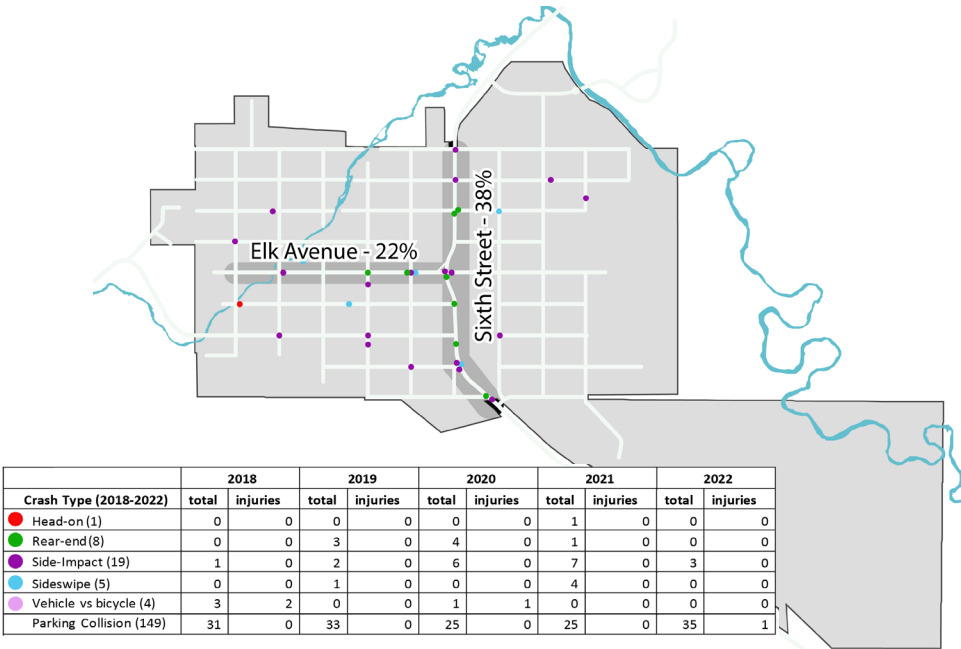 Elk Avenue - 22%
Sixth Street - 38%
2018 2019 2020 2021 2022
Crash Type (2018-2022) total injuries total injuries total injuries total injuries total injuries
Head-on (1) 0 0 0 0 0 0 1 0 0 0
Rear-end(8) 0 0 3 0 4 0 1 0 0 0
Side-Impact (19) 1 0 2 0 6 0 7 0 3 0
Sideswipe (5) 0 0 1 0 0 0 4 0 0 0
Vehicle vs bicycle (4) 3 2 0 0 1 1 0 0 0 0
Parking Collision (149) 31 0 33 0 25 0 25 0 35 1